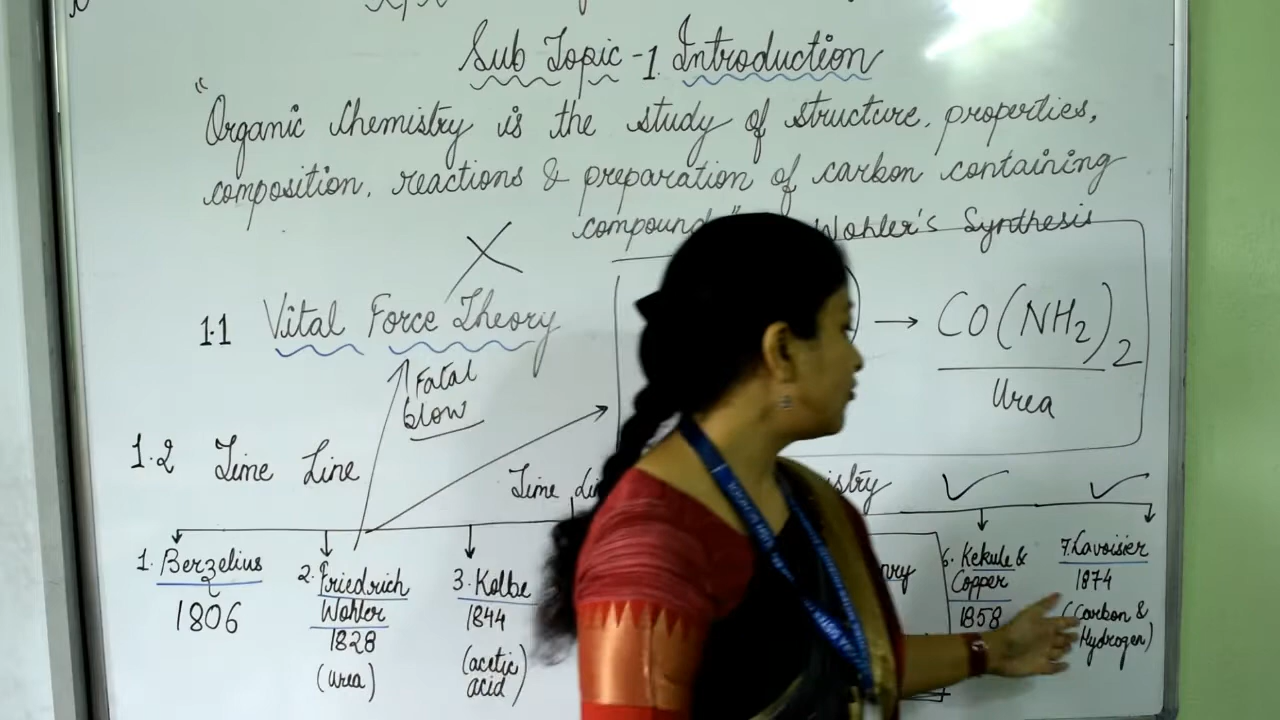 Sub Topic -1. Introduction
"Organic Chemistry is the study of structure, properties,
composition, reactions & preparation of carbon containing
Wohler's Synthesis
1.1 Vital Force Theory
→ CO(NH2)2
Urea
Fatal
blow
1.2 Time Line
Time
1. Berzelius
1806
2. Friedrich
Wohler
1828
(urea)
3. Kolbe
1844
(acetic
acid)
6. Kekule &
Copper
1858
7. Lavoisier
1874
(Carbon &
Hydrogen)